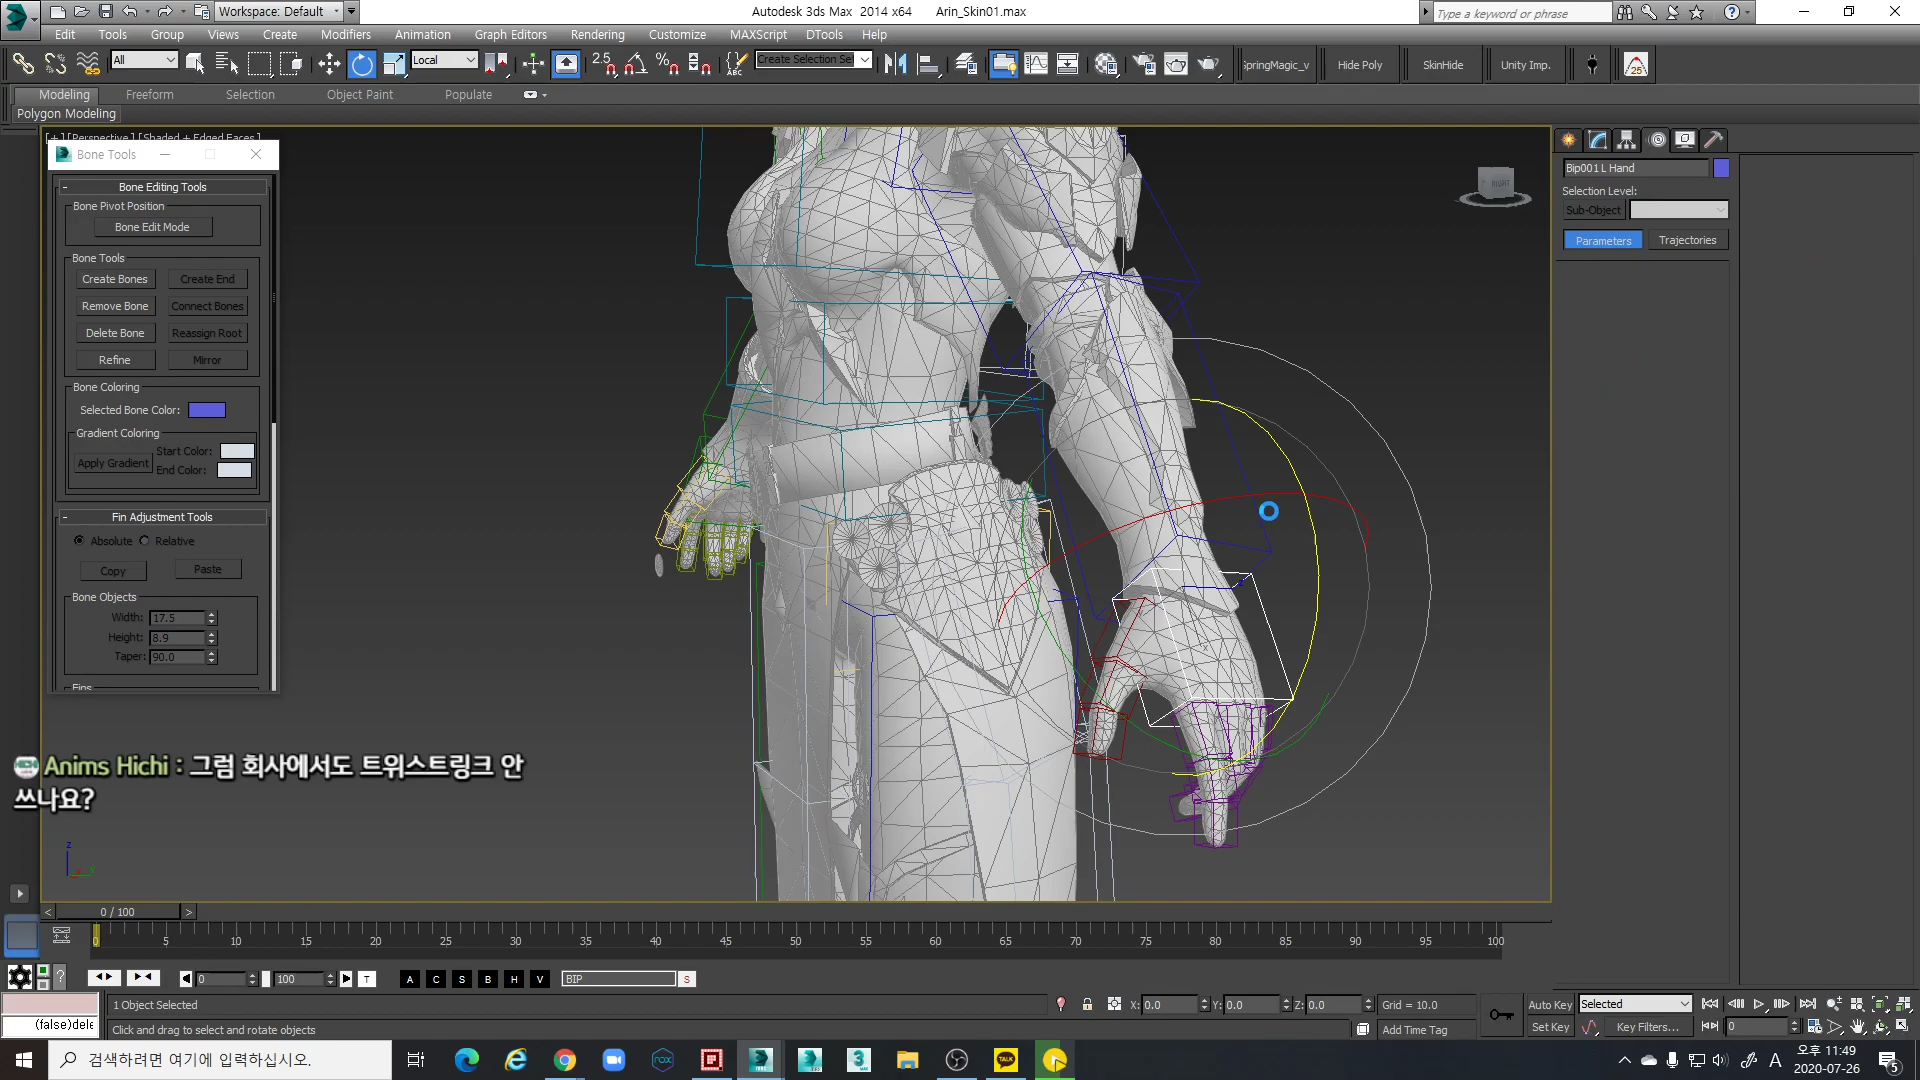 Workspace: Default
Autodesk 3ds Max 2014 x64 Arin_Skin01.max
Type a keyword or phrase
Edit Tools Group Views Create Modifiers Animation Graph Editors Rendering Customize MAXScript DTools Help
All
Local
2.5
Create Selection Set
SpringMagic_v
Hide Poly
SkinHide
Unity Imp.
25
Modeling Freeform Selection Object Paint Populate
Polygon Modeling
[+][Perspective][Shaded + Edged Faces]
Bone Tools
Bone Editing Tools
Bone Pivot Position
Bone Edit Mode
Bone Tools
Create Bones Create End
Remove Bone Connect Bones
Delete Bone Reassign Root
Refine Mirror
Bone Coloring
Selected Bone Color:
Gradient Coloring
Apply Gradient
Start Color:
End Color:
Fin Adjustment Tools
Absolute Relative
Copy Paste
Bone Objects
Width: 17.5
Height: 8.9
Taper: 90.0
Fins
Bip001 L Hand
Selection Level:
Sub-Object
Parameters Trajectories
Anims Hichi : 그럼 회사에서도 트위스트링크 안
쓰나요?
0 / 100
0 5 10 15 20 25 30 35 40 45 50 55 60 65 70 75 80 85 90 95 100
0 100 T A C S B H V BIP S
1 Object Selected
X: 0.0 Y: 0.0 Z: 0.0 Grid = 10.0
Auto Key Selected
(false)dele
Click and drag to select and rotate objects
Add Time Tag
Set Key Key Filters... 0
검색하려면 여기에 입력하십시오.
TALK
A
오후 11:49
2020-07-26
5